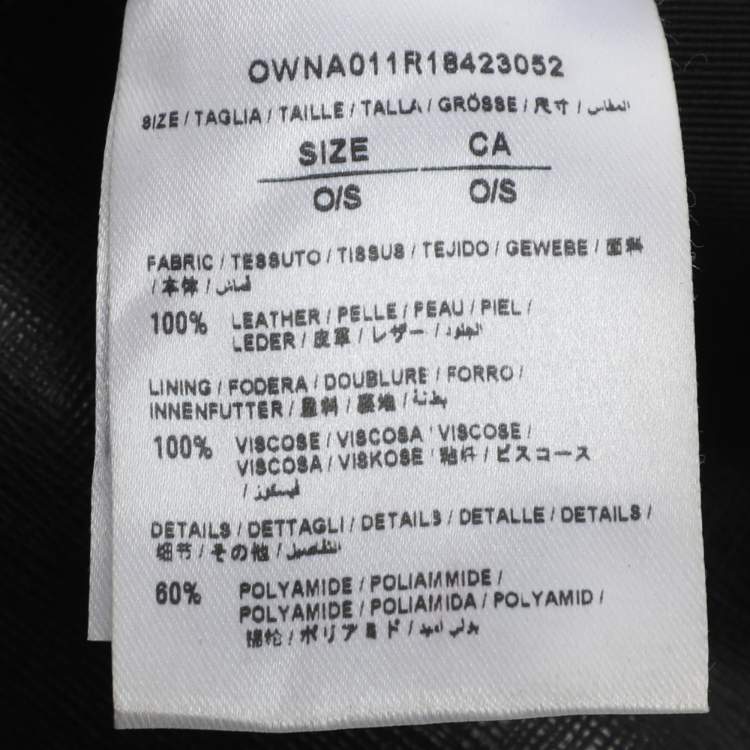 OWNA011R18423052
SIZE / TAGLIA / TAILLE / TALLA / GRÖSSE / 尺寸 / المقاس
SIZE CA
O/S O/S
FABRIC / TESSUTO / TISSUS / TEJIDO / GEWEBE / 面料
/ 本体 / قماش
100% LEATHER / PELLE / PEAU / PIEL /
LEDER / 皮革 / レザー / الجلود
LINING / FODERA / DOUBLURE / FORRO /
INNENFUTTER / 里料 / 裏地 / بطنة
100% VISCOSE / VISCOSA / VISCOSE /
VISCOSA / VISKOSE / 粘纤 / ビスコース
/ فيسكوز
DETAILS / DETTAGLI / DETAILS / DETALLE / DETAILS /
细节 / その他 / التفاصيل
60% POLYAMIDE / POLIAMMIDE /
POLYAMIDE / POLIAMIDA / POLYAMID /
锦纶 / ポリアミド / بولي أميد